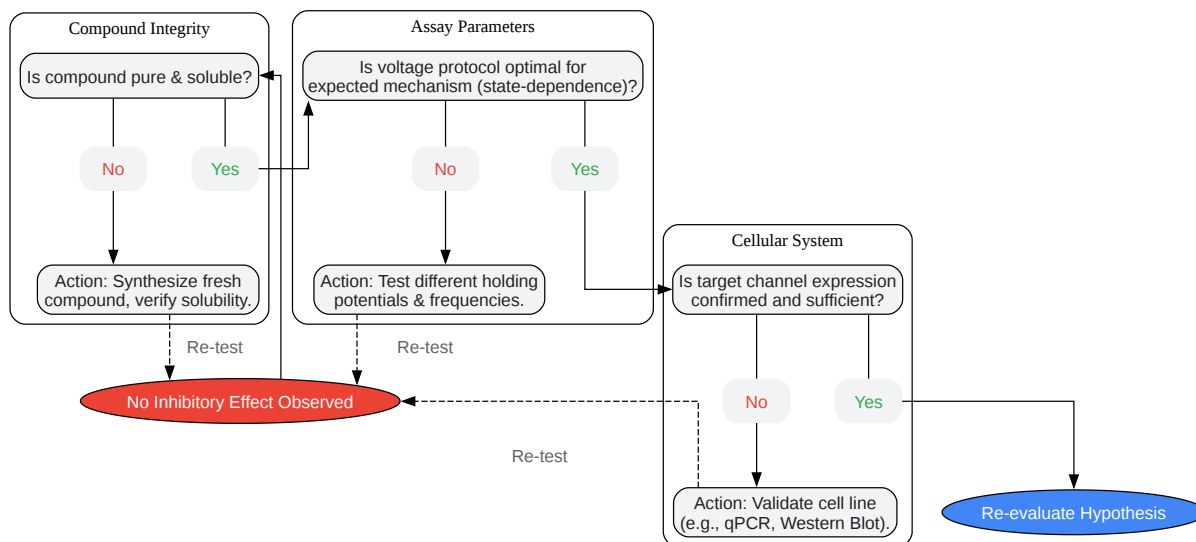 Compound Integrity
Is compound pure & soluble?
No
Yes
Action: Synthesize fresh
compound, verify solubility.
Assay Parameters
Is voltage protocol optimal for
expected mechanism (state-dependence)?
No
Yes
Action: Test different holding
potentials & frequencies.
Re-test
Re-test
No Inhibitory Effect Observed
Cellular System
Is target channel expression
confirmed and sufficient?
No
Yes
Re-test
Action: Validate cell line
(e.g., qPCR, Western Blot).
Re-evaluate Hypothesis